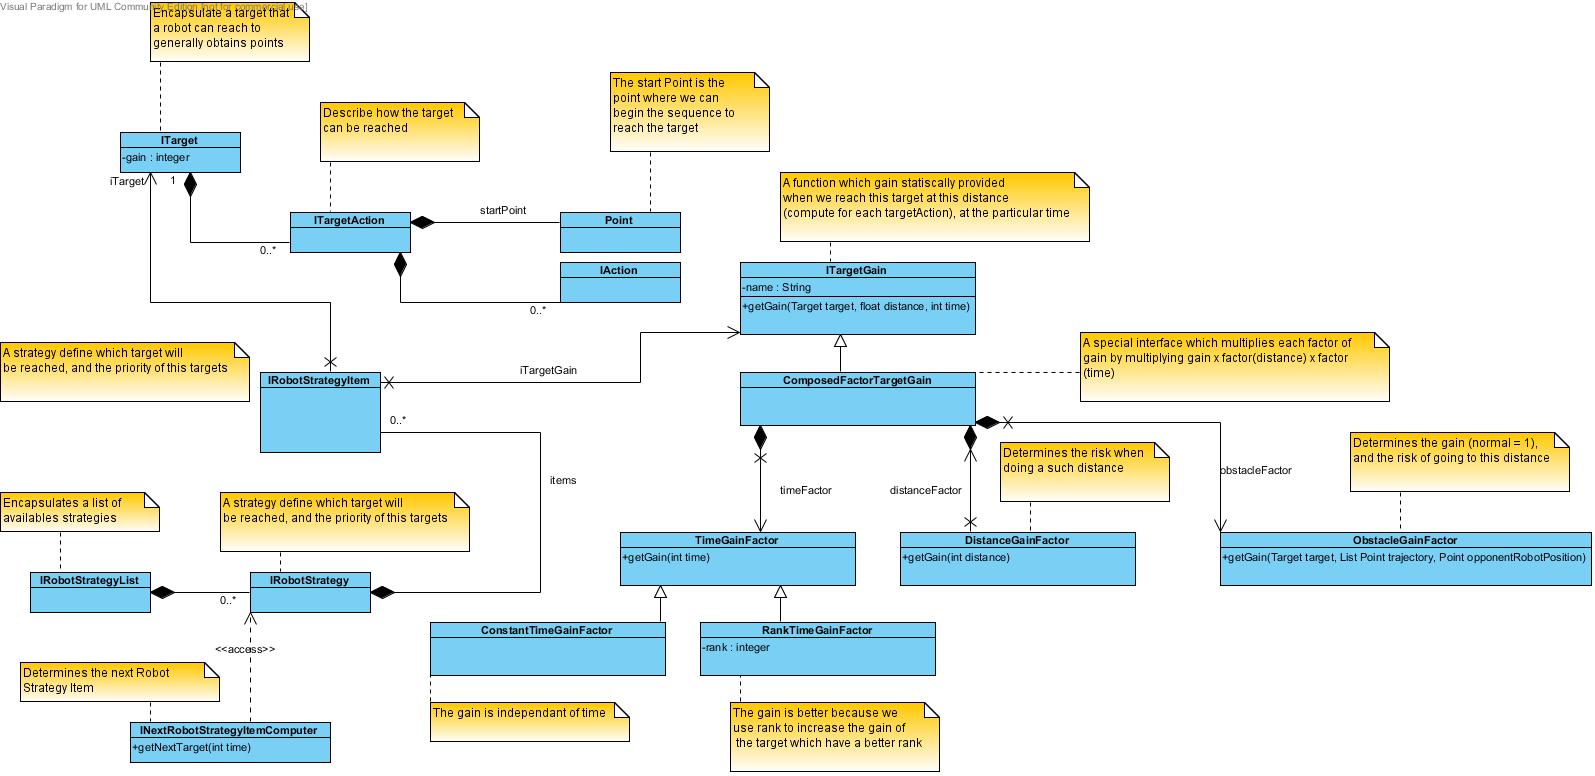 Visual Paradigm for UML Community Edition [not for commercial use]
Encapsulate a target that
a robot can reach to
generally obtains points
The start Point is the
point where we can
begin the sequence to
reach the target
Describe how the target
can be reached
ITarget
-gain : integer
iTarget
1
0..*
ITargetAction
startPoint
Point
IAction
0..*
A function which gain statiscally provided
when we reach this target at this distance
(compute for each targetAction), at the particular time
ITargetGain
-name : String
+getGain(Target target, float distance, int time)
A strategy define which target will
be reached, and the priority of this targets
IRobotStrategyItem
iTargetGain
0..*
items
ComposedFactorTargetGain
A special interface which multiplies each factor of
gain by multiplying gain x factor(distance) x factor
(time)
Determines the risk when
doing a such distance
Determines the gain (normal = 1),
and the risk of going to this distance
timeFactor
distanceFactor
obstacleFactor
Encapsulates a list of
availables strategies
A strategy define which target will
be reached, and the priority of this targets
IRobotStrategyList
0..*
IRobotStrategy
TimeGainFactor
+getGain(int time)
DistanceGainFactor
+getGain(int distance)
ObstacleGainFactor
+getGain(Target target, List Point trajectory, Point opponentRobotPosition)
<<access>>
ConstantTimeGainFactor
RankTimeGainFactor
-rank : integer
Determines the next Robot
Strategy Item
INextRobotStrategyItemComputer
+getNextTarget(int time)
The gain is independant of time
The gain is better because we
use rank to increase the gain of
the target which have a better rank